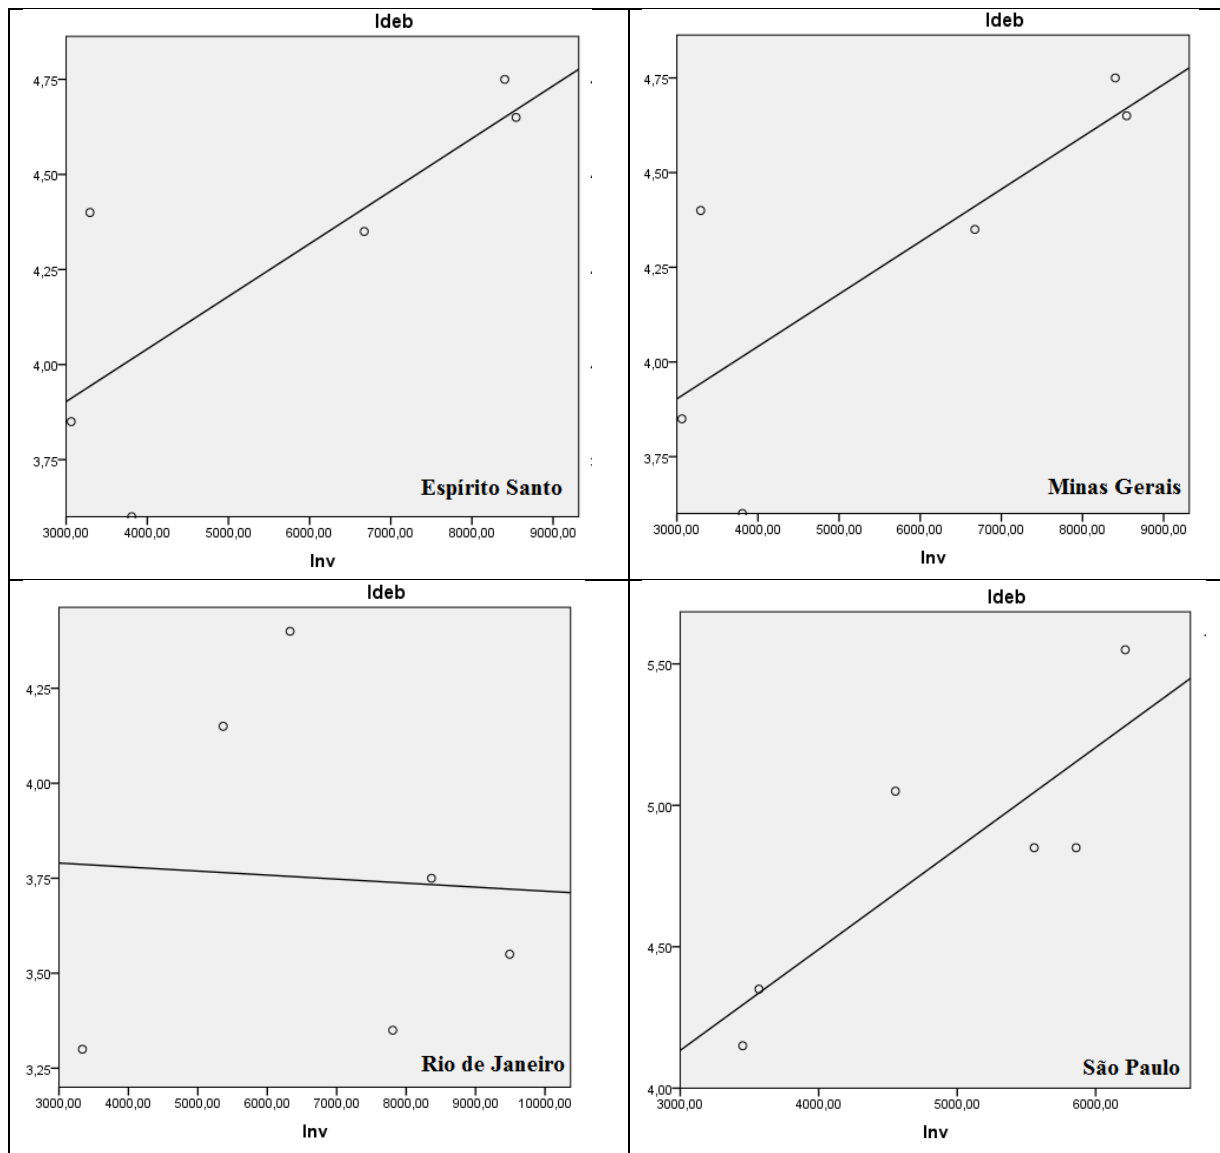 Ideb
4,75
4,50
4,25
4,00
3,75
Espírito Santo
3000,00 4000,00 5000,00 6000,00 7000,00 8000,00 9000,00
Inv
Ideb
4,75
4,50
4,25
4,00
3,75
Minas Gerais
3000,00 4000,00 5000,00 6000,00 7000,00 8000,00 9000,00
Inv
Ideb
4,25
4,00
3,75
3,50
3,25
Rio de Janeiro
3000,00 4000,00 5000,00 6000,00 7000,00 8000,00 9000,00 10000,00
Inv
Ideb
5,50
5,00
4,50
4,00
São Paulo
3000,00 4000,00 5000,00 6000,00
Inv